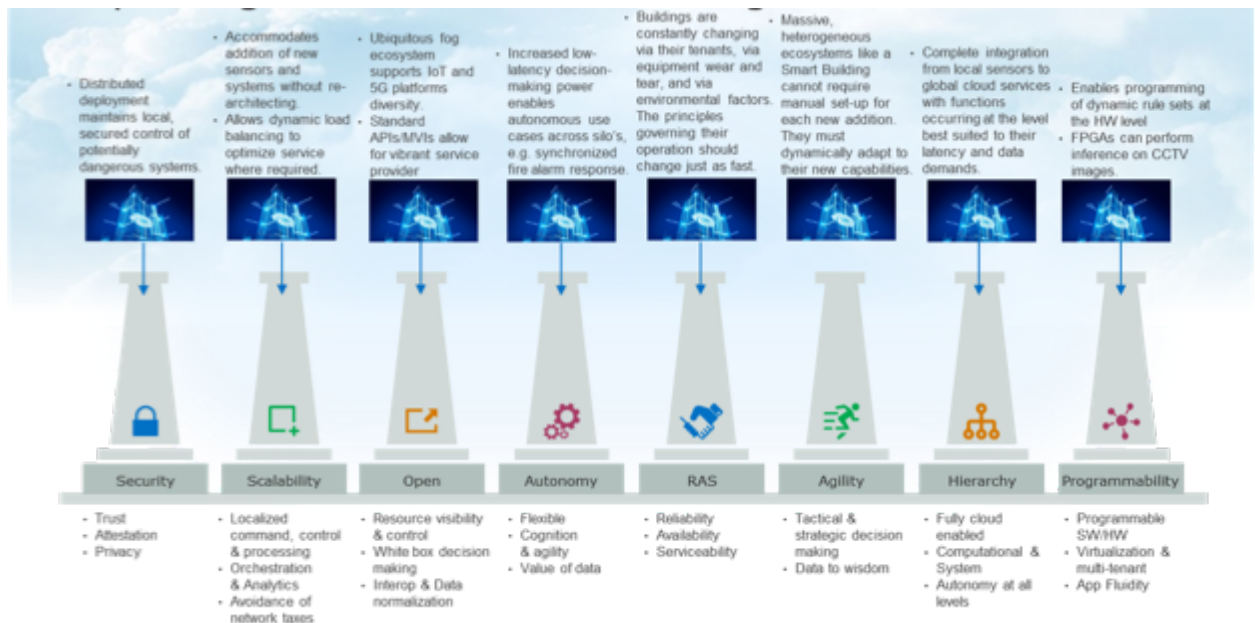 • Distributed
deployment
maintains local,
secured control of
potentially
dangerous systems.
• Accommodates
addition of new
sensors and
systems without re-
architecting.
• Allows dynamic load
balancing to
optimize service
where required.
• Ubiquitous fog
ecosystem
supports IoT and
5G platforms
diversity.
• Standard
APIs/MVIs allow
for vibrant service
provider
• Increased low-
latency decision-
making power
enables
autonomous use
cases across silo's,
e.g. synchronized
fire alarm response.
• Buildings are
constantly changing
via their tenants, via
equipment wear and
tear, and via
environmental factors.
The principles
governing their
operation should
change just as fast.
• Massive,
heterogeneous
ecosystems like a
Smart Building
cannot require
manual set-up for
each new addition.
They must
dynamically adapt to
their new capabilities.
• Complete integration
from local sensors to
global cloud services
with functions
occurring at the level
best suited to their
latency and data
demands.
• Enables programming
of dynamic rule sets at
the HW level
• FPGAs can perform
inference on CCTV
images.
Security
Scalability
Open
Autonomy
RAS
Agility
Hierarchy
Programmability
• Trust
• Attestation
• Privacy
• Localized
command, control
& processing
• Orchestration
& Analytics
• Avoidance of
network taxes
• Resource visibility
& control
• White box decision
making
• Interop & Data
normalization
• Flexible
• Cognition
& agility
• Value of data
• Reliability
• Availability
• Serviceability
• Tactical &
strategic decision
making
• Data to wisdom
• Fully cloud
enabled
• Computational &
System
• Autonomy at all
levels
• Programmable
SW/HW
• Virtualization &
multi-tenant
• App Fluidity